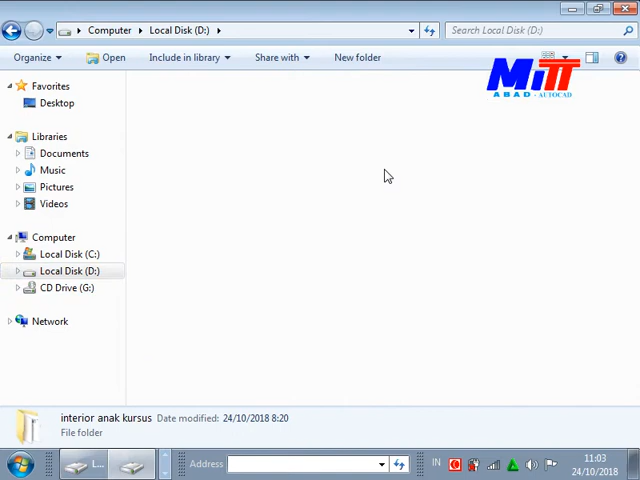 Computer Local Disk (D:)
Search Local Disk (D:)
Organize Open Include in library Share with New folder
MiTT
ABAD - AUTOCAD
Favorites
Desktop
Libraries
Documents
Music
Pictures
Videos
Computer
Local Disk (C:)
Local Disk (D:)
CD Drive (G:)
Network
interior anak kursus Date modified: 24/10/2018 8:20
File folder
L... Address IN 11:03
24/10/2018